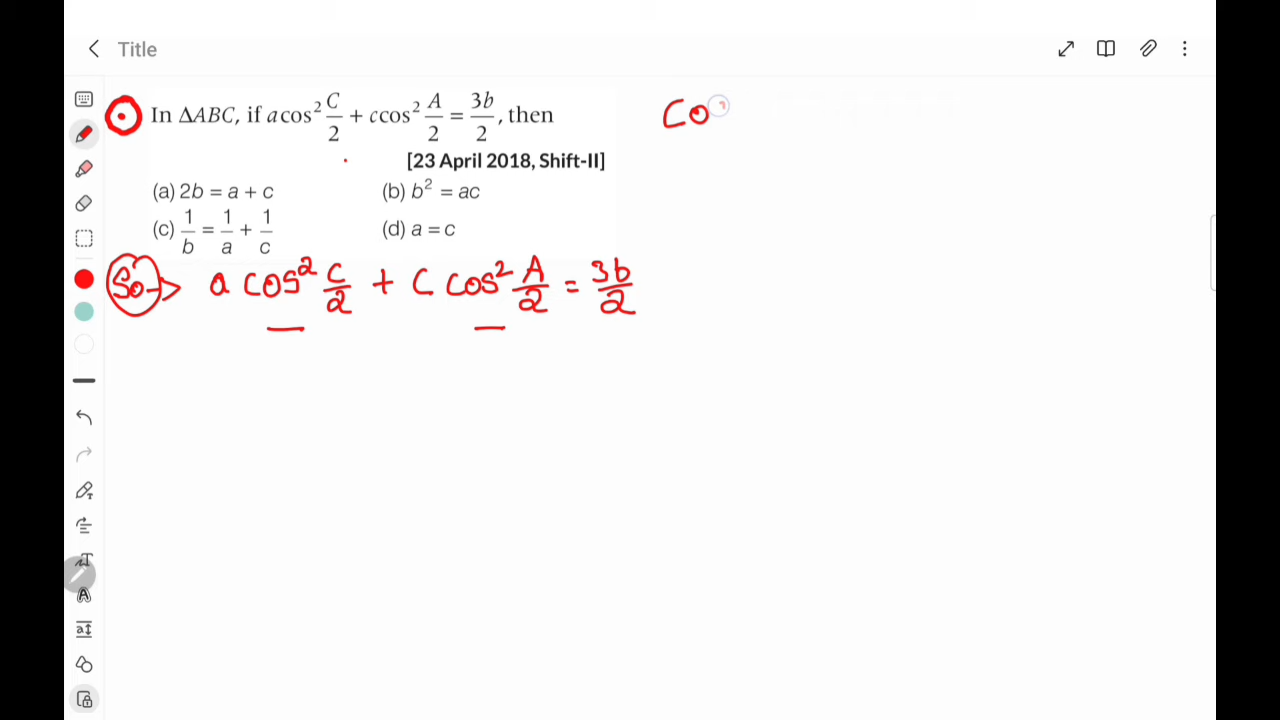 Title
In ΔABC, if a cos² C/2 + c cos² A/2 = 3b/2, then
[23 April 2018, Shift-II]
(a) 2b = a + c (b) b² = ac
(c) 1/b = 1/a + 1/c (d) a = c
Sol> a cos² C/2 + C cos² A/2 = 3b/2
Co